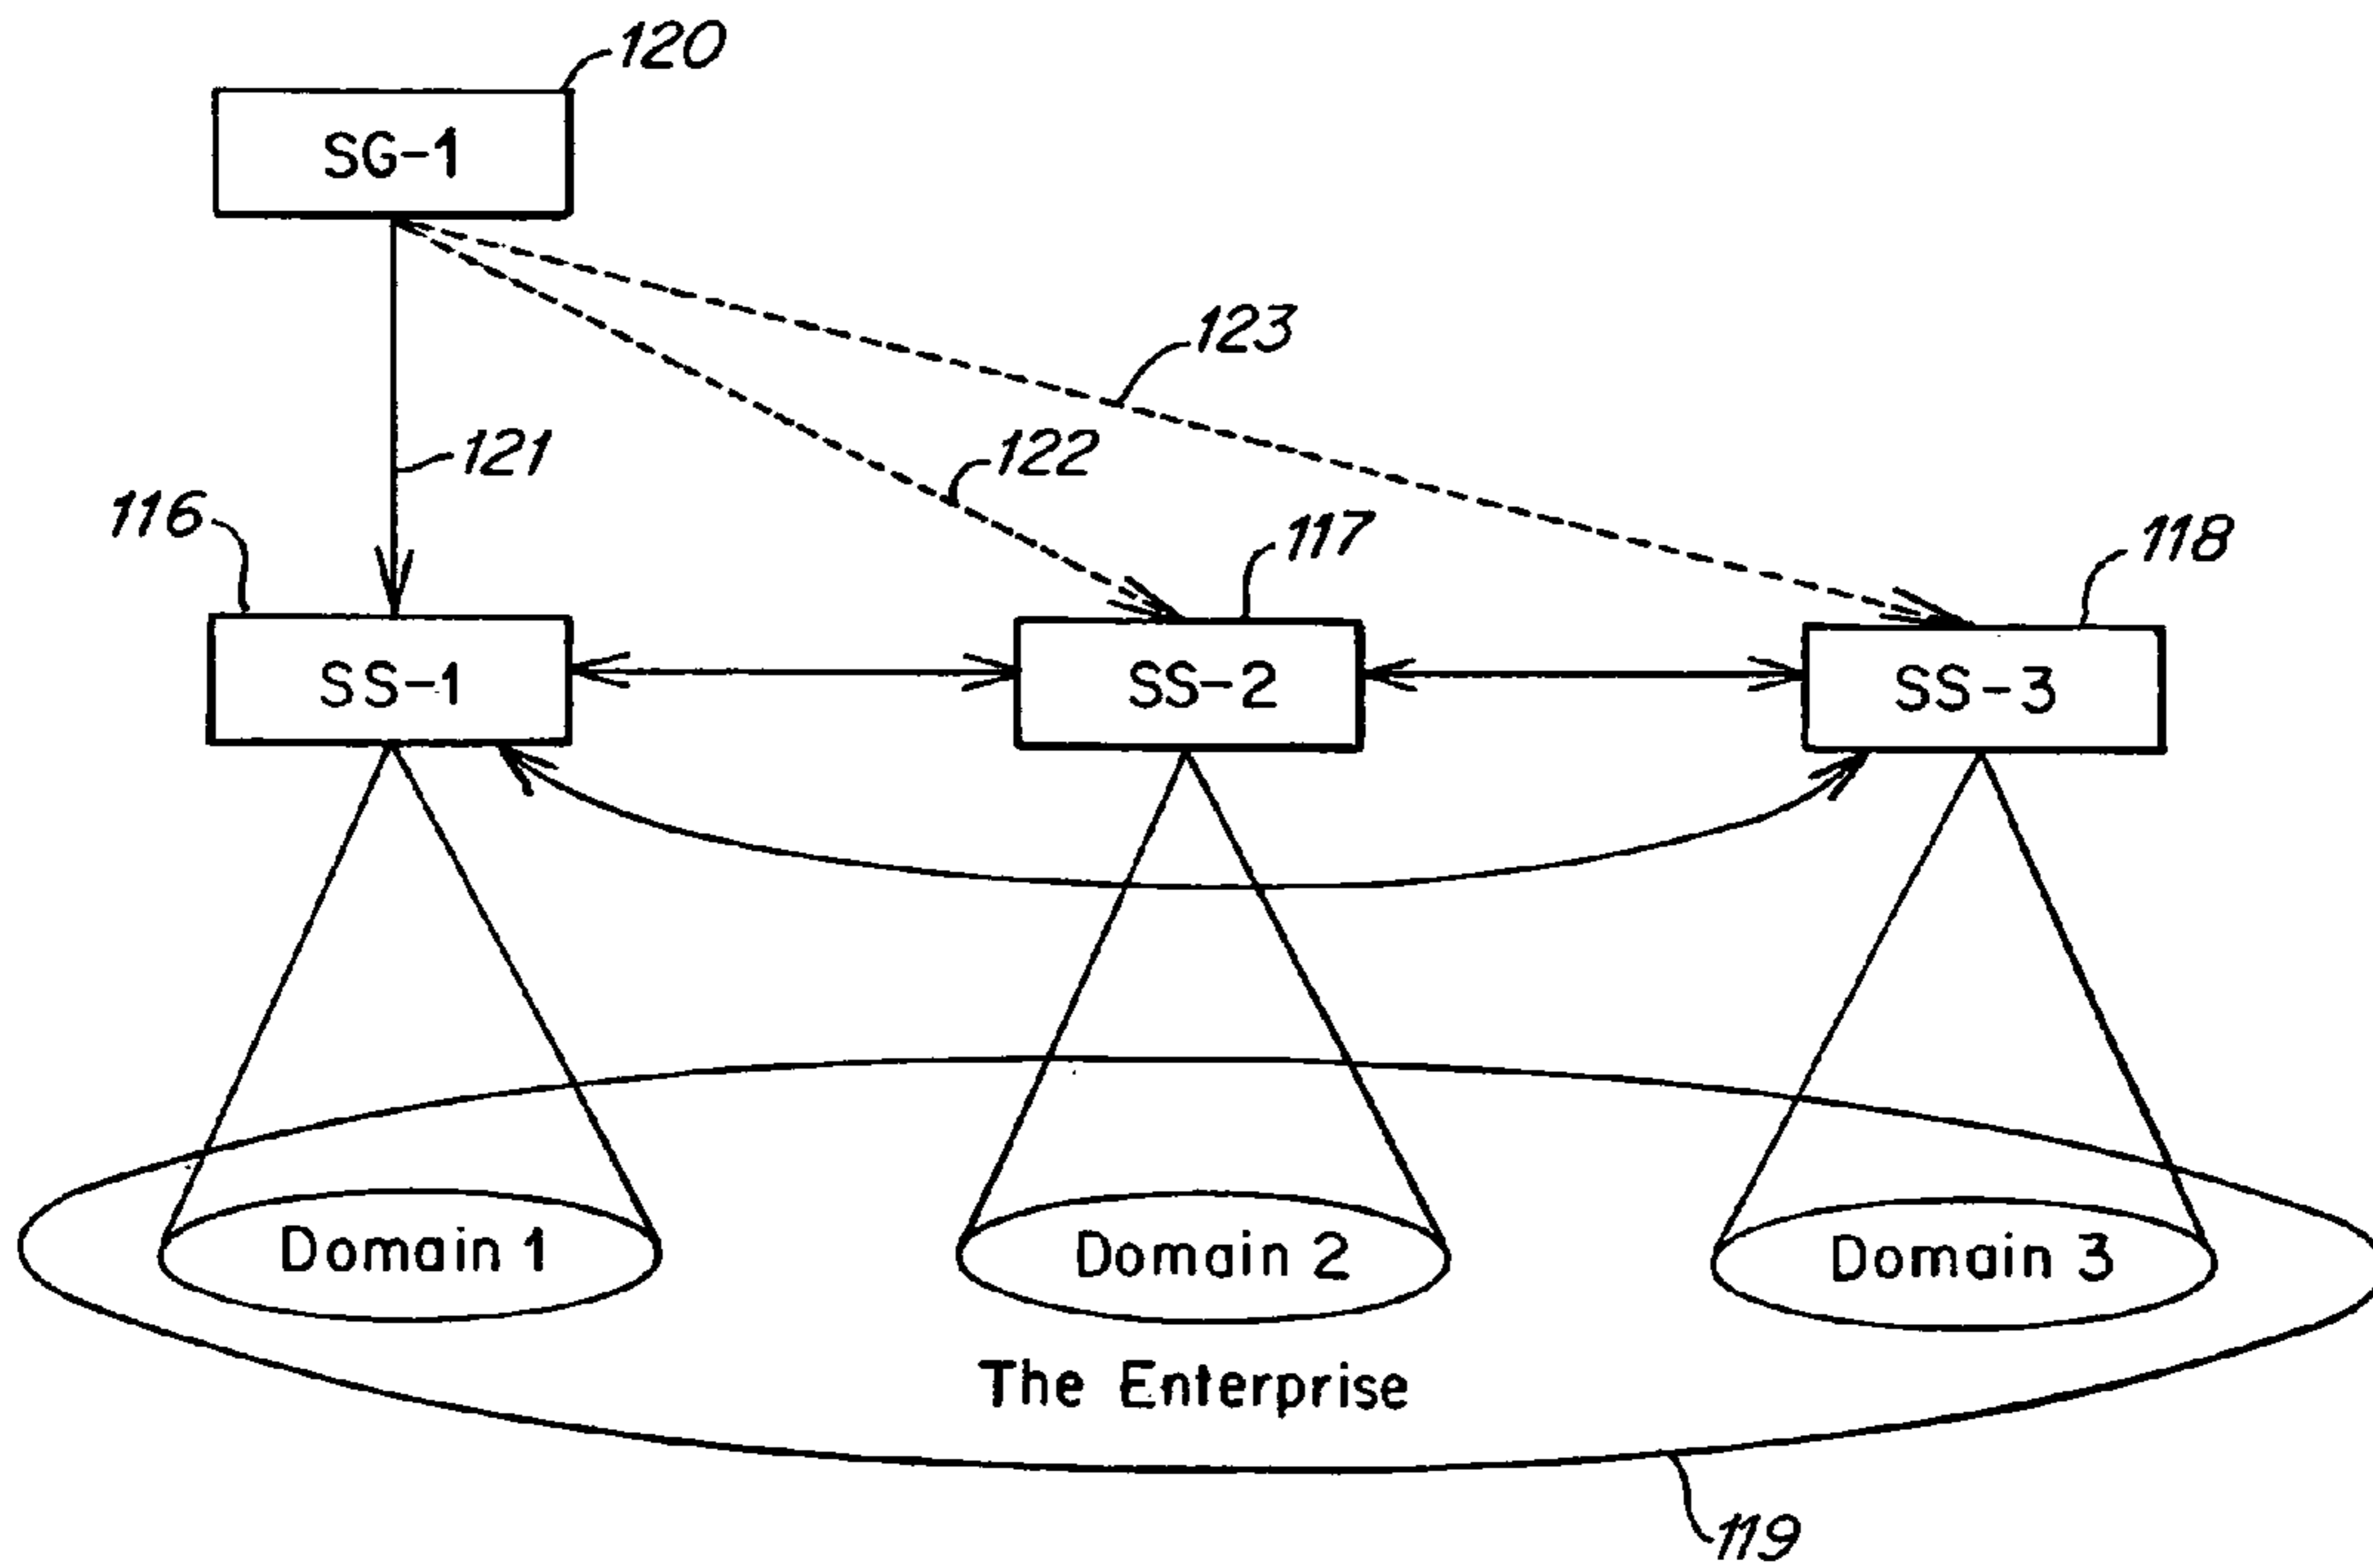 120
SG-1
123
122
121
116
117
118
SS-1
SS-2
SS-3
Domain 1
Domain 2
Domain 3
The Enterprise
119